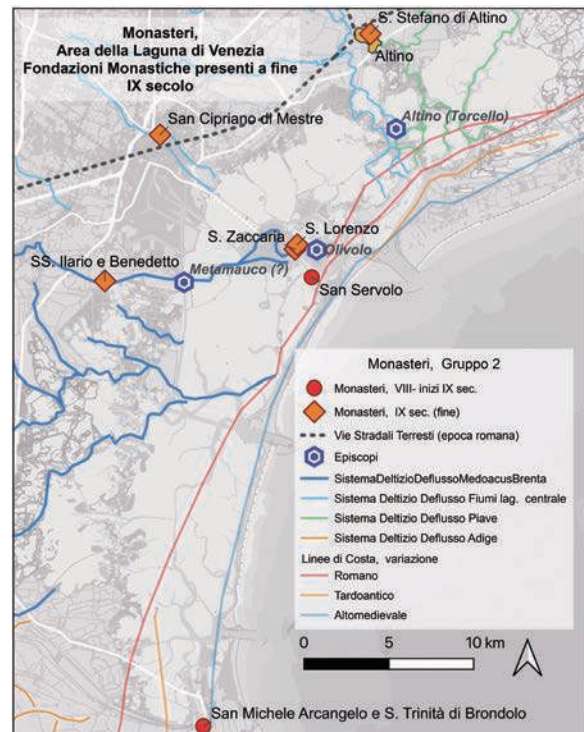 Monasteri,
Area della Laguna di Venezia
Fondazioni Monastiche presenti a fine
IX secolo
S. Stefano di Altino
Altino
Altino (Torcello)
San Cipriano di Mestre
S. Zaccaria
S. Lorenzo
Olivolo
SS. Ilario e Benedetto
Metamauco (?)
San Servolo
Monasteri, Gruppo 2
Monasteri, VIII- inizi IX sec.
Monasteri, IX sec. (fine)
Vie Stradali Terresti (epoca romana)
Episcopi
SistemaDeltizioDeflussoMedoacusBrenta
Sistema Deltizio Deflusso Fiumi lag. centrale
Sistema Deltizio Deflusso Piave
Sistema Deltizio Deflusso Adige
Linee di Costa, variazione
Romano
Tardoantico
Altomedievale
0 5 10 km
San Michele Arcangelo e S. Trinità di Brondolo